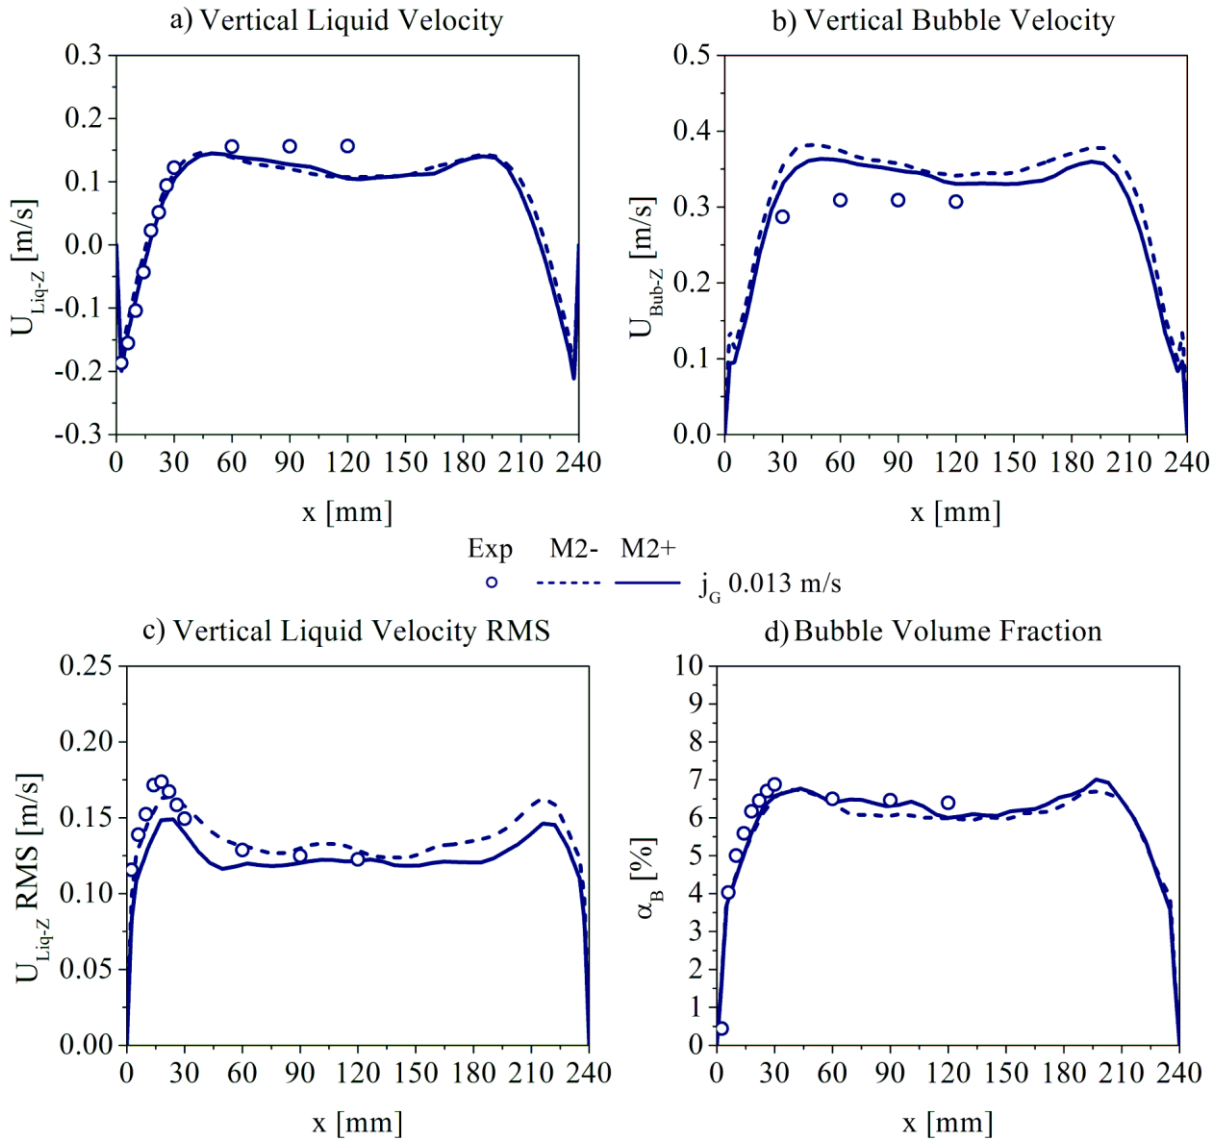 a) Vertical Liquid Velocity
0.3
0.2
0.1
0.0
-0.1
-0.2
-0.3
U_Liq-Z [m/s]
0 30 60 90 120 150 180 210 240
x [mm]
b) Vertical Bubble Velocity
0.5
0.4
0.3
0.2
0.1
0.0
U_Bub-Z [m/s]
0 30 60 90 120 150 180 210 240
x [mm]
Exp M2- M2+
j_G 0.013 m/s
c) Vertical Liquid Velocity RMS
0.25
0.20
0.15
0.10
0.05
0.00
U_Liq-Z RMS [m/s]
0 30 60 90 120 150 180 210 240
x [mm]
d) Bubble Volume Fraction
10
9
8
7
6
5
4
3
2
1
0
α_B [%]
0 30 60 90 120 150 180 210 240
x [mm]